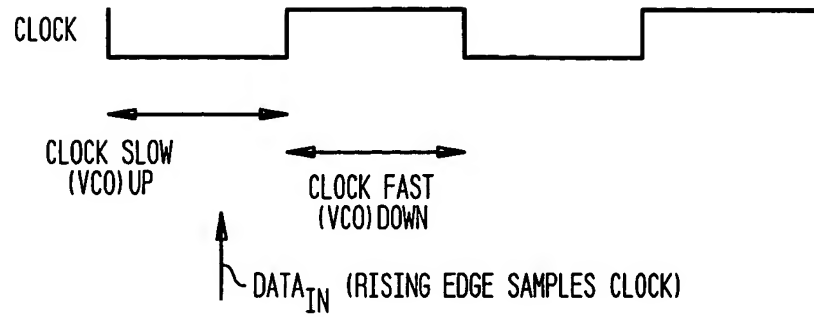 CLOCK
CLOCK SLOW
(VCO) UP
CLOCK FAST
(VCO) DOWN
DATA_IN (RISING EDGE SAMPLES CLOCK)